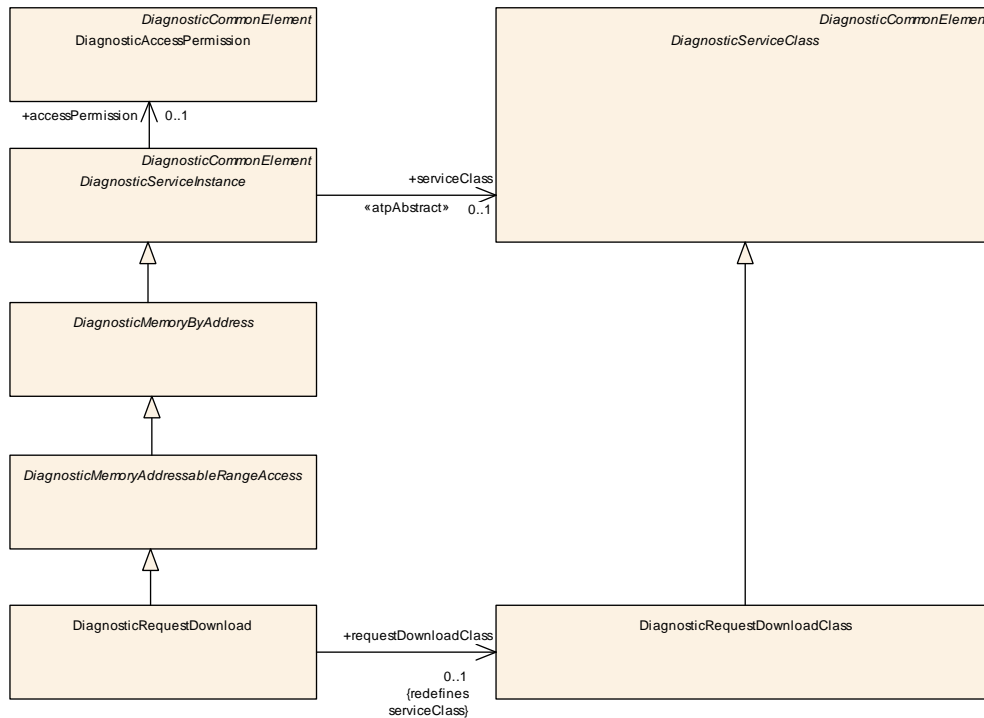 DiagnosticCommonElement
DiagnosticAccessPermission
DiagnosticCommonElement
DiagnosticServiceClass
+accessPermission
0..1
DiagnosticCommonElement
DiagnosticServiceInstance
+serviceClass
«atpAbstract»
0..1
DiagnosticMemoryByAddress
DiagnosticMemoryAddressableRangeAccess
DiagnosticRequestDownload
+requestDownloadClass
0..1
{redefines
serviceClass}
DiagnosticRequestDownloadClass